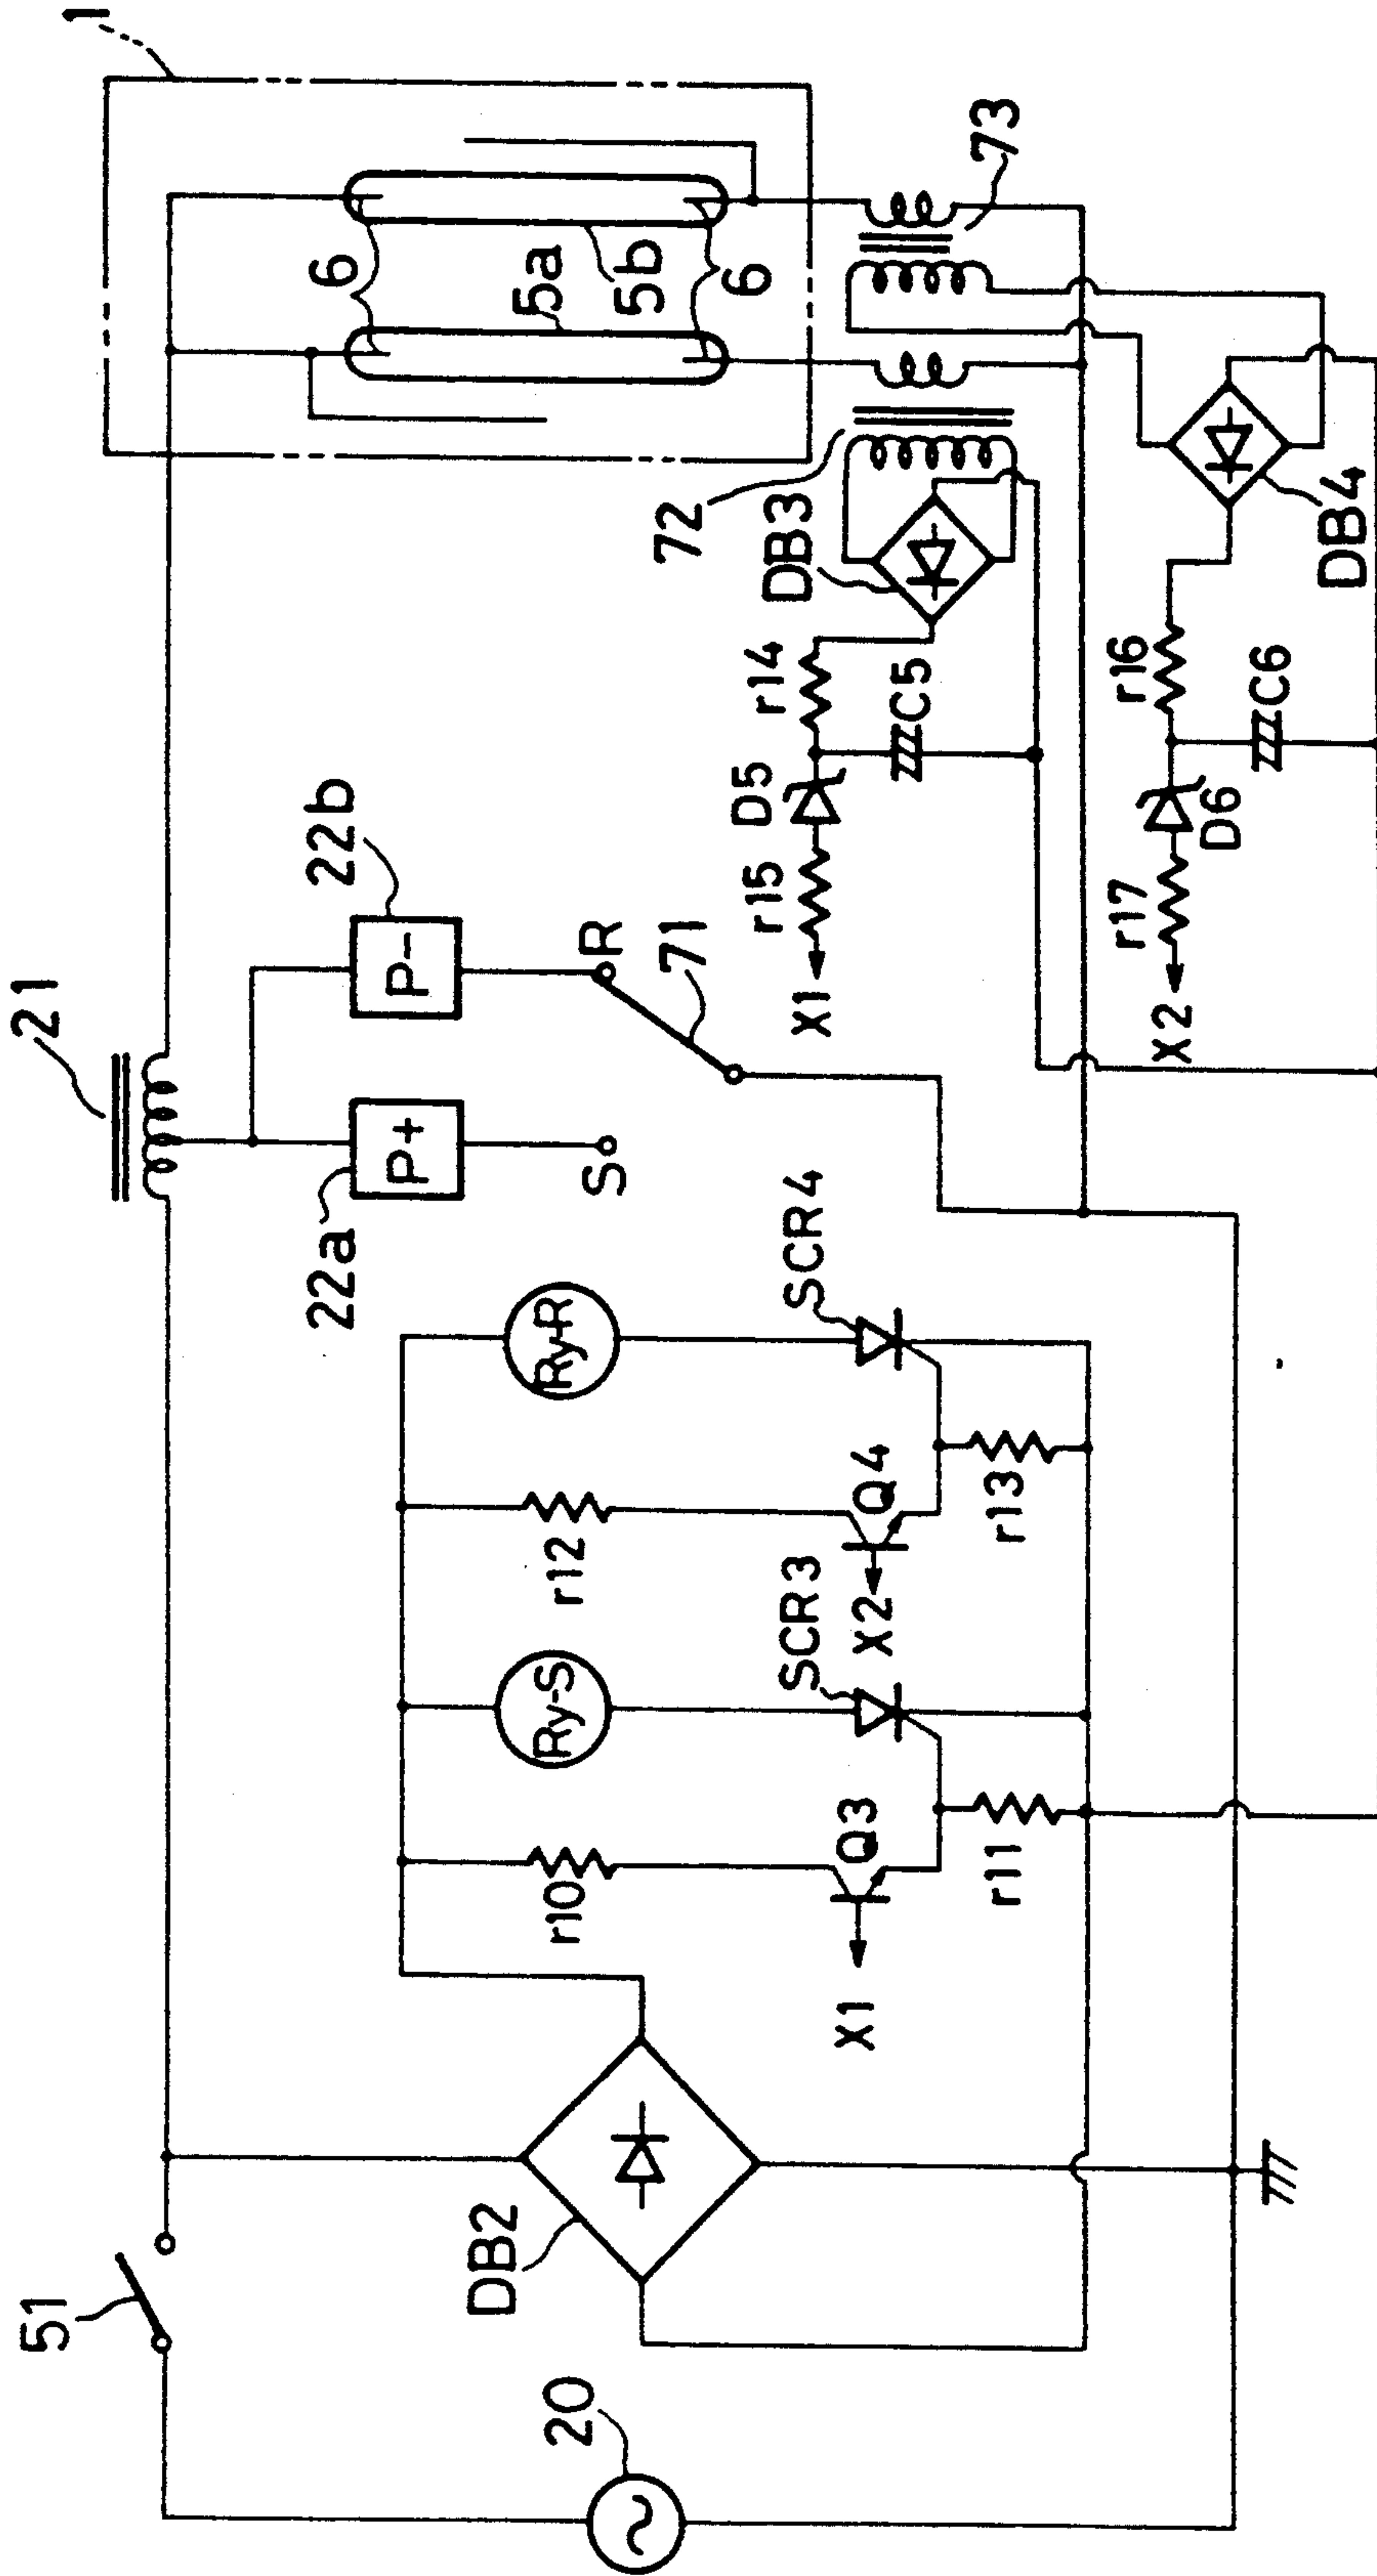 1
21
51
22b
22a
P-
P+
6
5a
5b
6
73
72
DB3
DB4
r14
C5
D5
r15
X1
r16
C6
D6
r17
X2
R
S
71
Ry-R
Ry-S
SCR4
SCR3
r12
Q4
X2
r13
r10
Q3
X1
r11
DB2
20